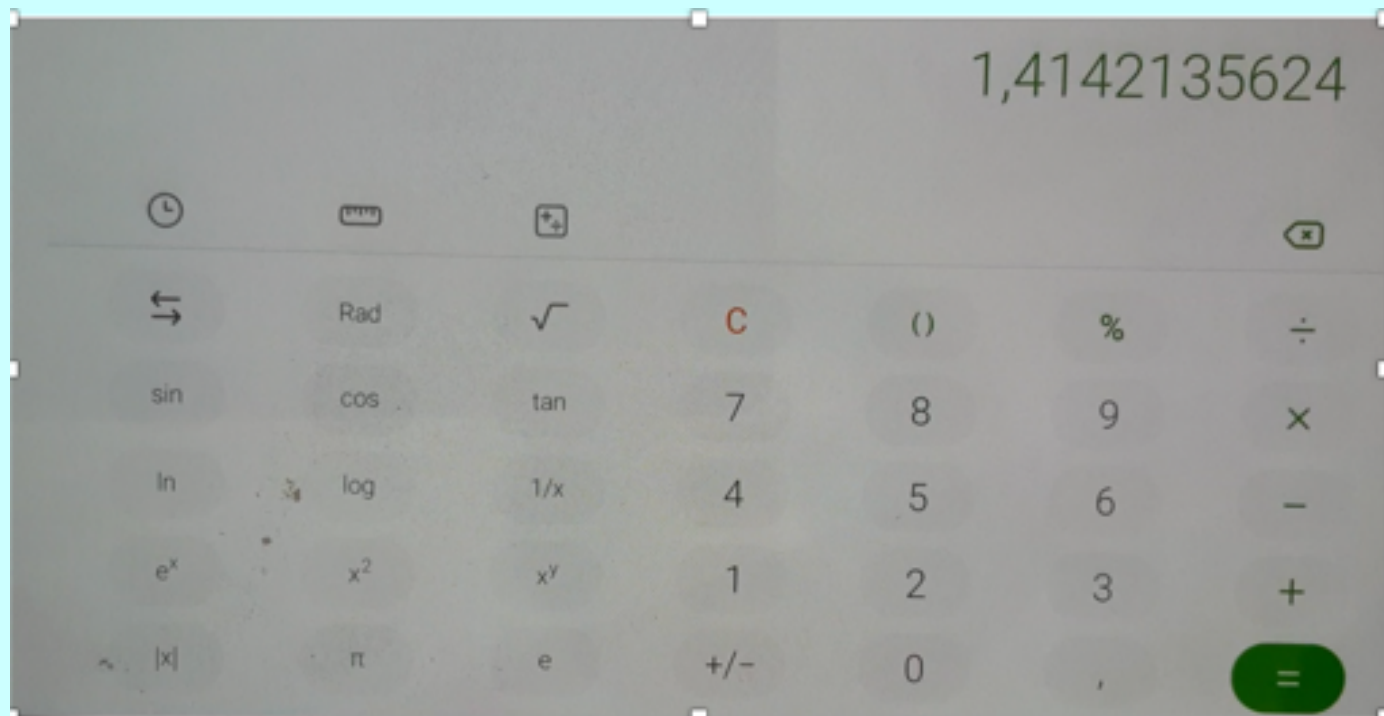 1,4142135624
Rad √ C () % ÷
sin cos tan 7 8 9 ×
ln log 1/x 4 5 6 −
eˣ x² xʸ 1 2 3 +
|x| π e +/− 0 , =